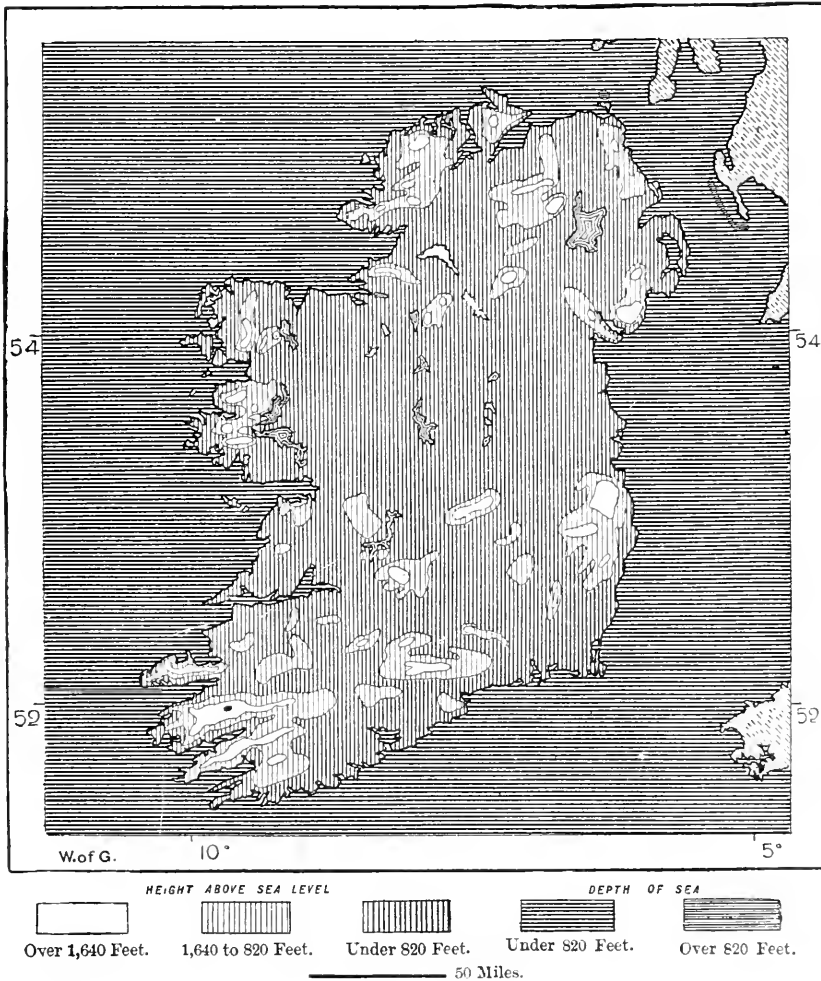 54 54
52 52
W. of G. 10° 5°
HEIGHT ABOVE SEA LEVEL DEPTH OF SEA
Over 1,640 Feet. 1,640 to 820 Feet. Under 820 Feet. Under 820 Feet. Over 820 Feet.
50 Miles.